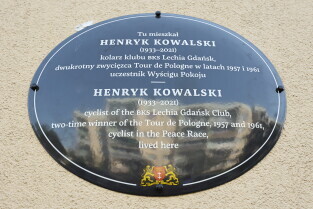 Tu mieszkał
HENRYK KOWALSKI
(1933–2021)
kolarz klubu BKS Lechia Gdańsk,
dwukrotny zwycięzca Tour de Pologne w latach 1957 i 1961
uczestnik Wyścigu Pokoju
HENRYK KOWALSKI
(1933–2021)
cyclist of the BKS Lechia Gdańsk Club,
two-time winner of the Tour de Pologne, 1957 and 1961,
cyclist in the Peace Race,
lived here